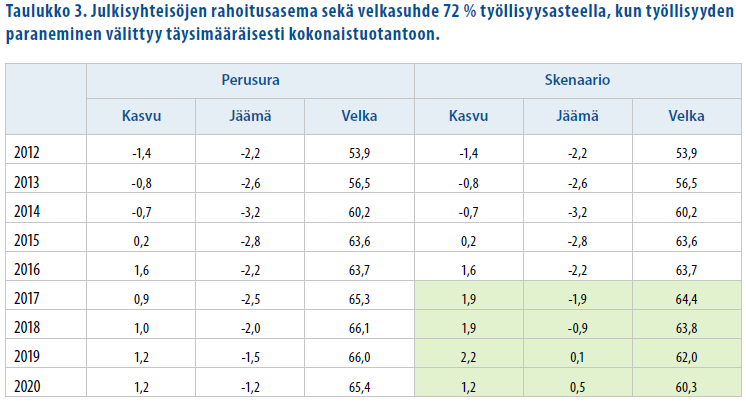 Taulukko 3. Julkisyhteisöjen rahoitusasema sekä velkasuhde 72 % työllisyysasteella, kun työllisyyden
paraneminen välittyy täysimääräisesti kokonaistuotantoon.
Perusura Skenaario
Kasvu Jäämä Velka Kasvu Jäämä Velka
2012 -1,4 -2,2 53,9 -1,4 -2,2 53,9
2013 -0,8 -2,6 56,5 -0,8 -2,6 56,5
2014 -0,7 -3,2 60,2 -0,7 -3,2 60,2
2015 0,2 -2,8 63,6 0,2 -2,8 63,6
2016 1,6 -2,2 63,7 1,6 -2,2 63,7
2017 0,9 -2,5 65,3 1,9 -1,9 64,4
2018 1,0 -2,0 66,1 1,9 -0,9 63,8
2019 1,2 -1,5 66,0 2,2 0,1 62,0
2020 1,2 -1,2 65,4 1,2 0,5 60,3